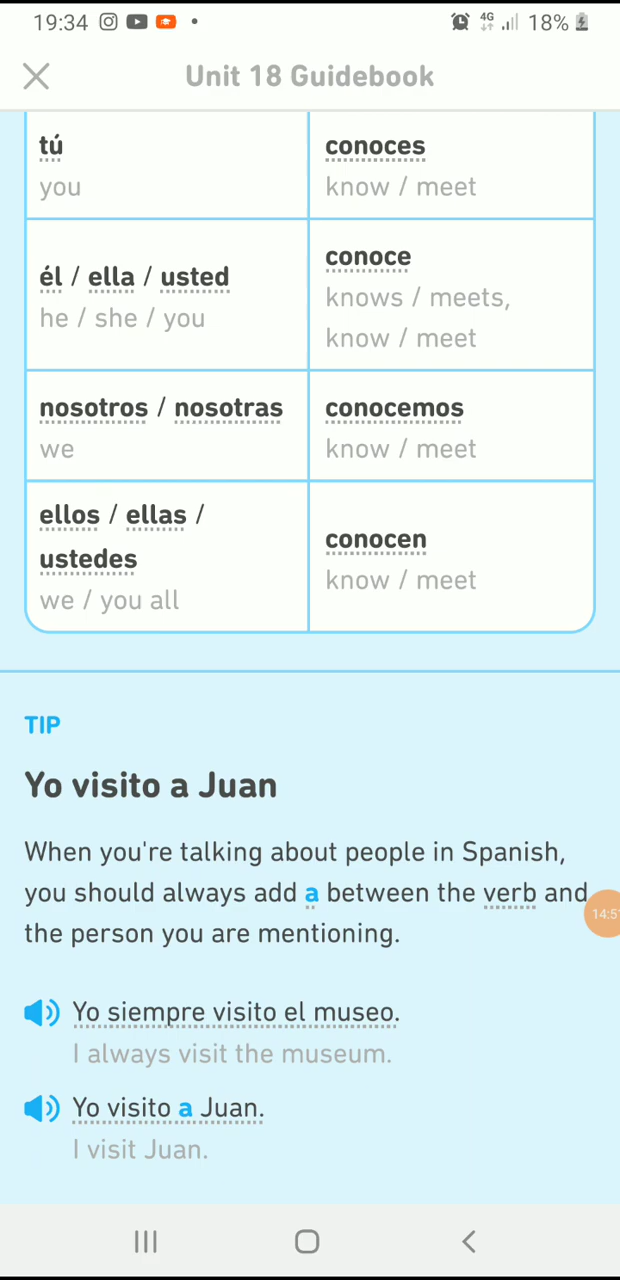 19:34 4G 18%
Unit 18 Guidebook
tú conoces
you know / meet
conoce
él / ella / usted
knows / meets,
he / she / you
know / meet
nosotros / nosotras conocemos
we know / meet
ellos / ellas /
conocen
ustedes
know / meet
we / you all
TIP
Yo visito a Juan
When you're talking about people in Spanish,
you should always add a between the verb and
14:5
the person you are mentioning.
Yo siempre visito el museo.
I always visit the museum.
Yo visito a Juan.
I visit Juan.